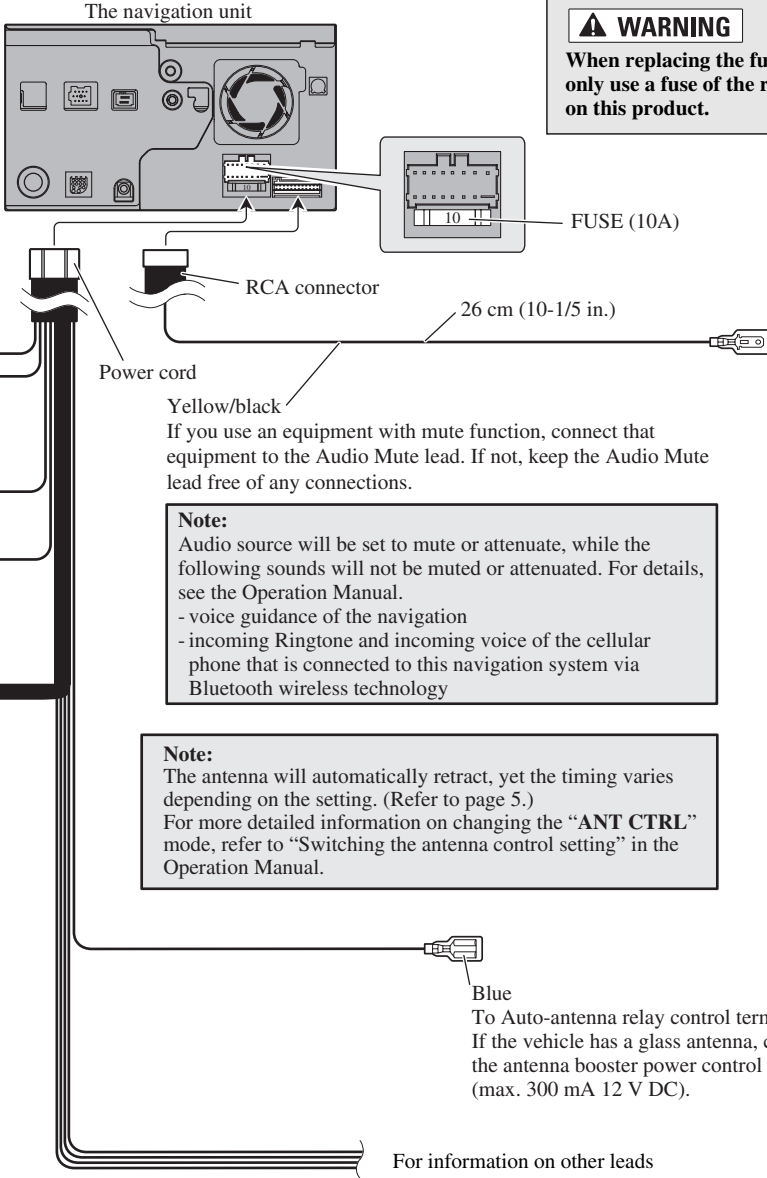 The navigation unit
WARNING
When replacing the
only use a fuse of the
on this product.
10
10
FUSE (10A)
RCA connector
26 cm (10-1/5 in.)
Power cord
Yellow/black
If you use an equipment with mute function, connect that
equipment to the Audio Mute lead. If not, keep the Audio Mute
lead free of any connections.
Note:
Audio source will be set to mute or attenuate, while the
following sounds will not be muted or attenuated. For details,
see the Operation Manual.
- voice guidance of the navigation
- incoming Ringtone and incoming voice of the cellular
phone that is connected to this navigation system via
Bluetooth wireless technology
Note:
The antenna will automatically retract, yet the timing varies
depending on the setting. (Refer to page 5.)
For more detailed information on changing the “ANT CTRL”
mode, refer to “Switching the antenna control setting” in the
Operation Manual.
Blue
To Auto-antenna relay control
If the vehicle has a glass antenna,
the antenna booster power control
(max. 300 mA 12 V DC).
For information on other leads